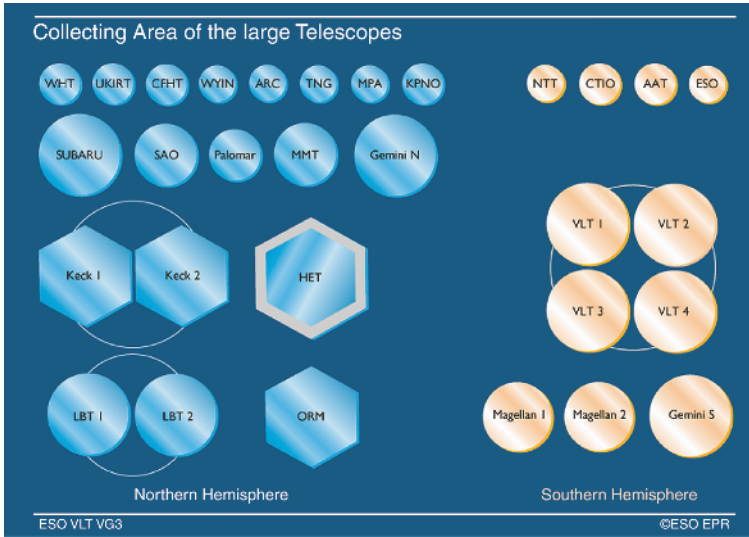 Collecting Area of the large Telescopes
WHT UKIRT CFHT WYIN ARC TNG MPA KPNO
NTT CTIO AAT ESO
SUBARU SAO Palomar MMT Gemini N
VLT 1 VLT 2
Keck 1 Keck 2 HET
VLT 3 VLT 4
LBT 1 LBT 2 ORM
Magellan 1 Magellan 2 Gemini S
Northern Hemisphere Southern Hemisphere
ESO VLT VG3 ©ESO EPR